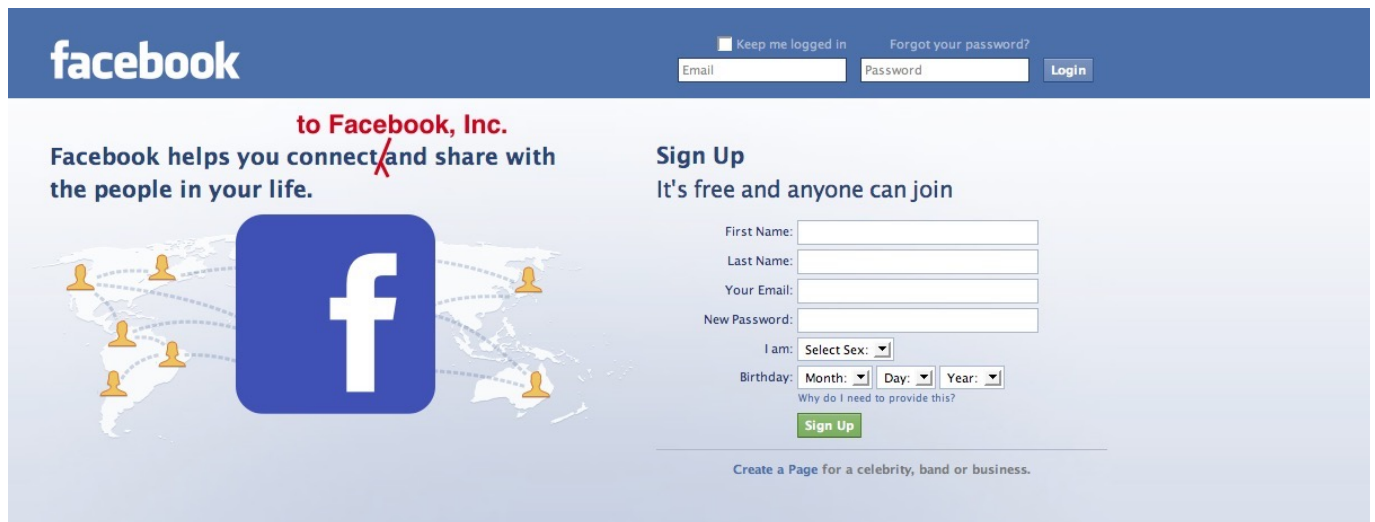 facebook
Keep me logged in
Forgot your password?
Email
Password
Login
to Facebook, Inc.
Facebook helps you connect and share with
the people in your life.
f
Sign Up
It's free and anyone can join
First Name:
Last Name:
Your Email:
New Password:
I am: Select Sex:
Birthday: Month: Day: Year:
Why do I need to provide this?
Sign Up
Create a Page for a celebrity, band or business.